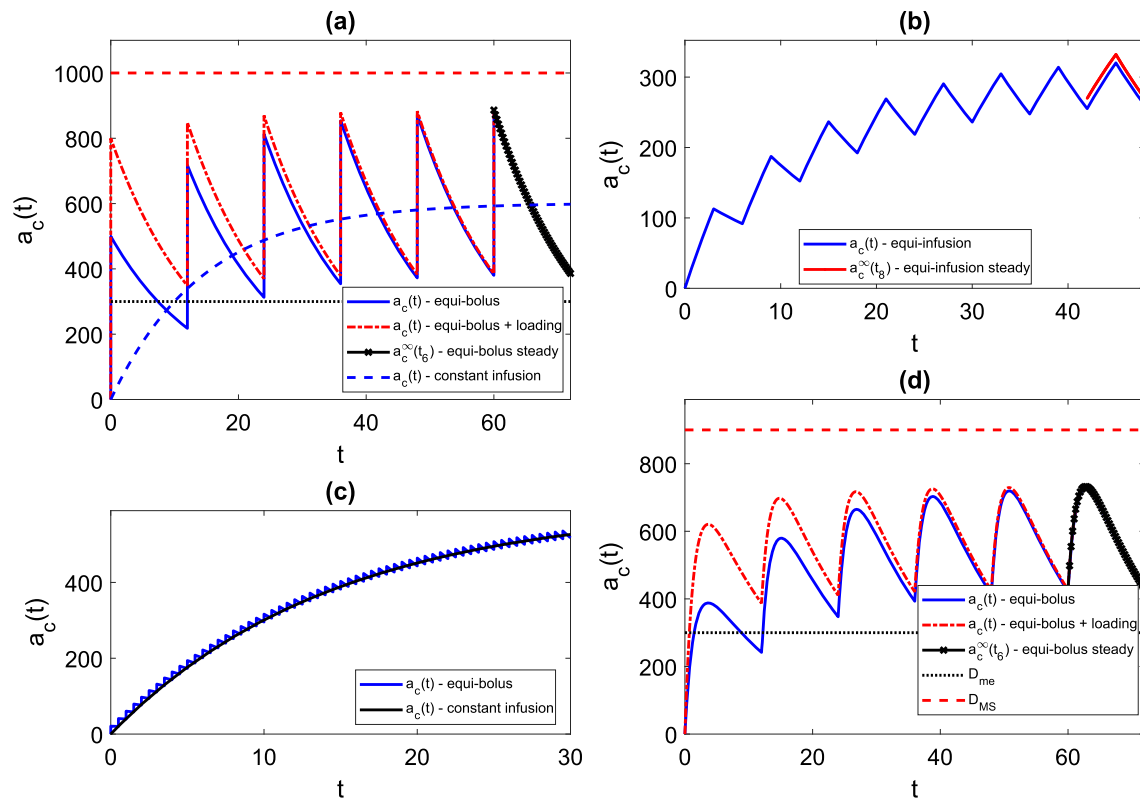 (a)
a_c(t)
1000
800
600
400
200
0
0 20 40 60
t
a_c(t) - equi-bolus
a_c(t) - equi-bolus + loading
a_c^∞(t_6) - equi-bolus steady
a_c(t) - constant infusion
(b)
a_c(t)
300
200
100
0
0 10 20 30 40
t
a_c(t) - equi-infusion
a_c^∞(t_8) - equi-infusion steady
(c)
a_c(t)
400
200
0
0 10 20 30
t
a_c(t) - equi-bolus
a_c(t) - constant infusion
(d)
a_c(t)
800
600
400
200
0
0 20 40 60
t
a_c(t) - equi-bolus
a_c(t) - equi-bolus + loading
a_c^∞(t_6) - equi-bolus steady
D_me
D_MS